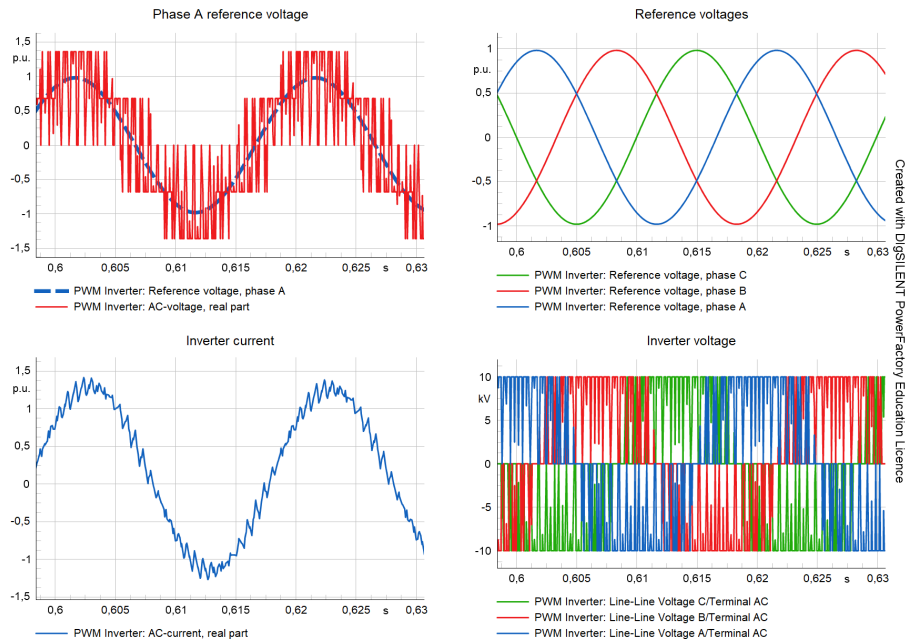 Phase A reference voltage
1,5
p.u.
1
0,5
0
-0,5
-1
-1,5
0,6 0,605 0,61 0,615 0,62 0,625 s 0,63
PWM Inverter: Reference voltage, phase A
PWM Inverter: AC-voltage, real part
Reference voltages
1
p.u.
0,5
0
-0,5
-1
0,6 0,605 0,61 0,615 0,62 0,625 s 0,63
PWM Inverter: Reference voltage, phase C
PWM Inverter: Reference voltage, phase B
PWM Inverter: Reference voltage, phase A
Inverter current
1,5
p.u.
1
0,5
0
-0,5
-1
-1,5
0,6 0,605 0,61 0,615 0,62 0,625 s 0,63
PWM Inverter: AC-current, real part
Inverter voltage
10
kV
5
0
-5
-10
0,6 0,605 0,61 0,615 0,62 0,625 s 0,63
PWM Inverter: Line-Line Voltage C/Terminal AC
PWM Inverter: Line-Line Voltage B/Terminal AC
PWM Inverter: Line-Line Voltage A/Terminal AC
Created with DIgSILENT PowerFactory Education Licence